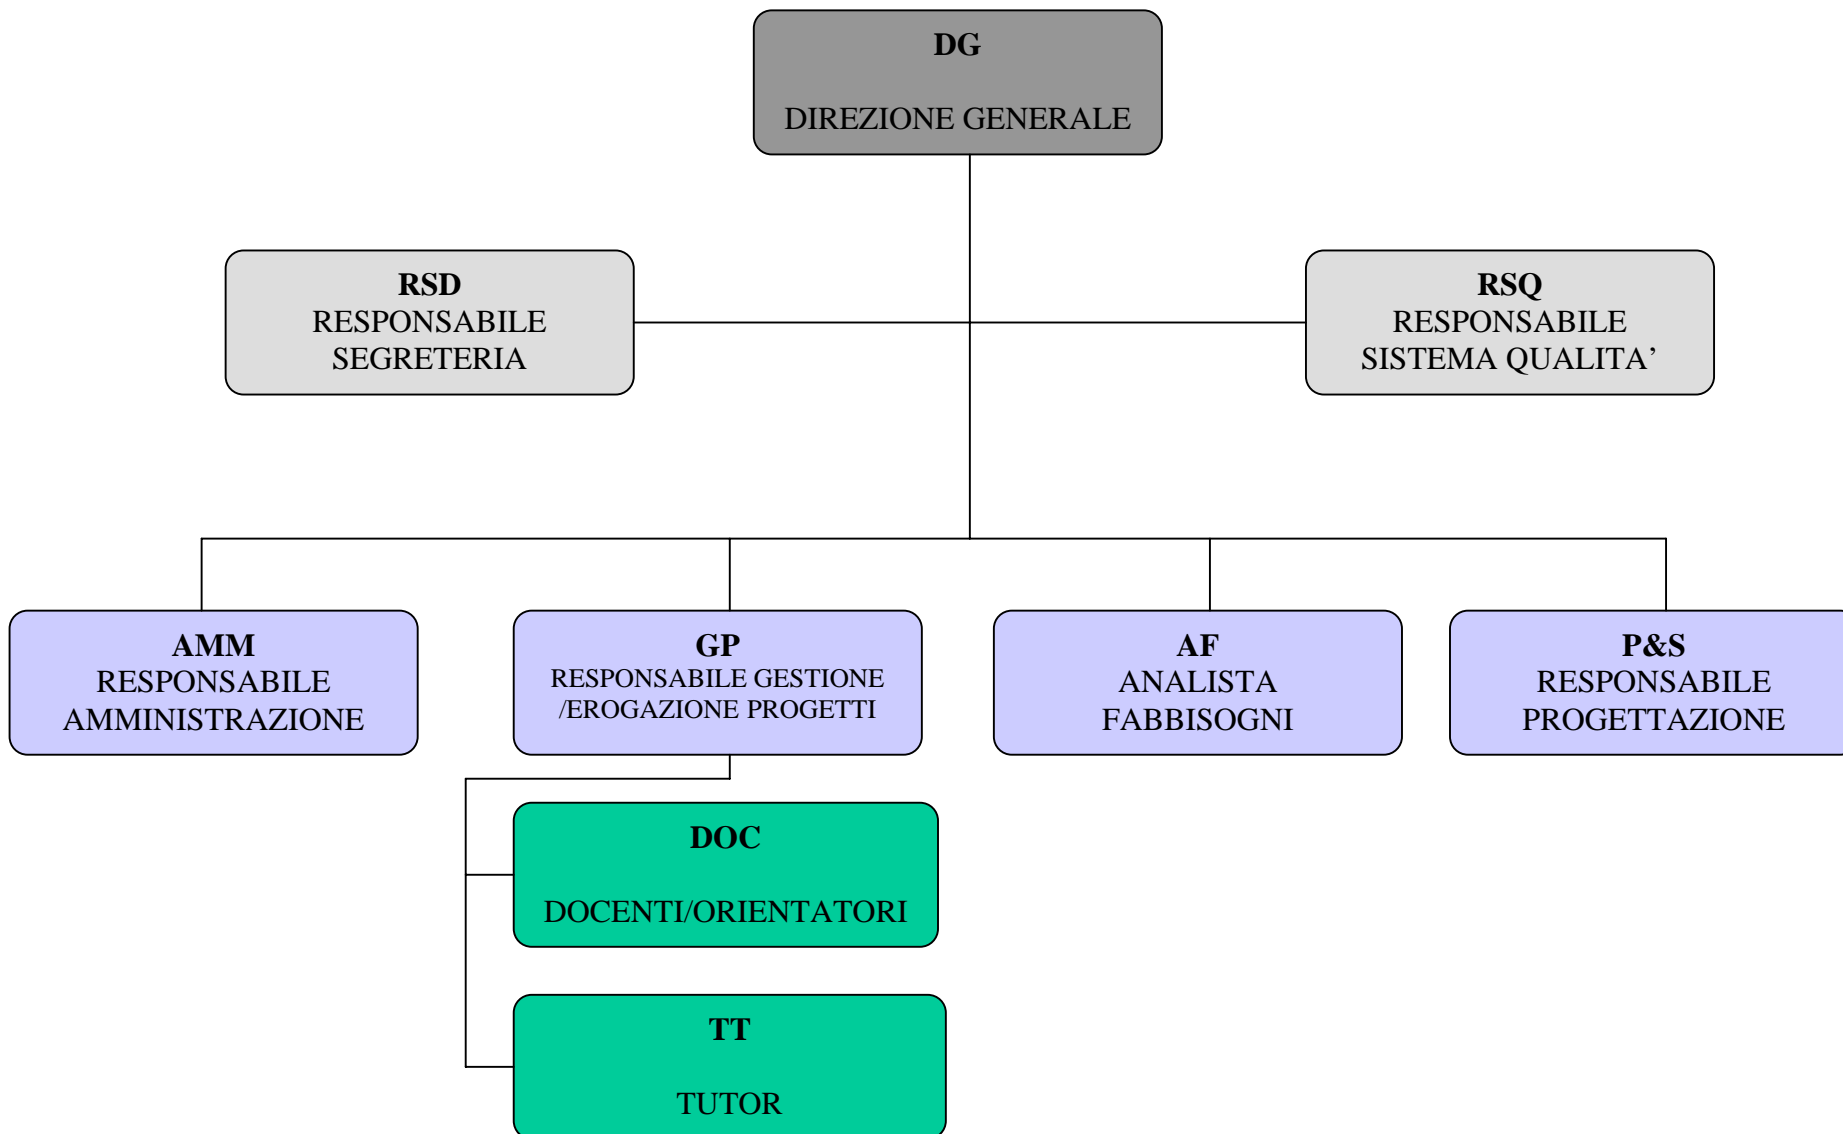 DG
DIREZIONE GENERALE
RSD
RESPONSABILE
SEGRETERIA
RSQ
RESPONSABILE
SISTEMA QUALITA’
AMM
RESPONSABILE
AMMINISTRAZIONE
GP
RESPONSABILE GESTIONE
/EROGAZIONE PROGETTI
AF
ANALISTA
FABBISOGNI
P&S
RESPONSABILE
PROGETTAZIONE
DOC
DOCENTI/ORIENTATORI
TT
TUTOR